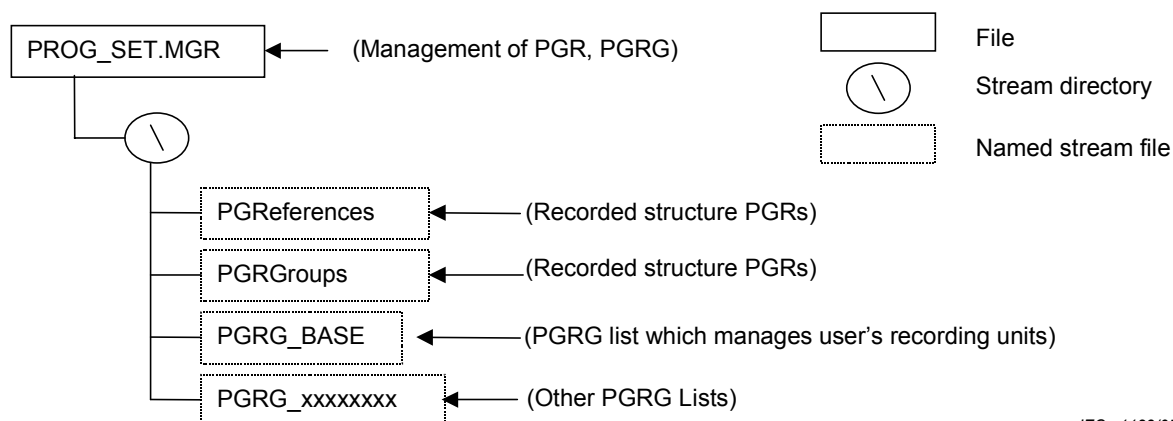 PROG_SET.MGR
(Management of PGR, PGRG)
File
\
Stream directory
\
Named stream file
PGReferences
(Recorded structure PGRs)
PGRGroups
(Recorded structure PGRs)
PGRG_BASE
(PGRG list which manages user’s recording units)
PGRG_xxxxxxxx
(Other PGRG Lists)